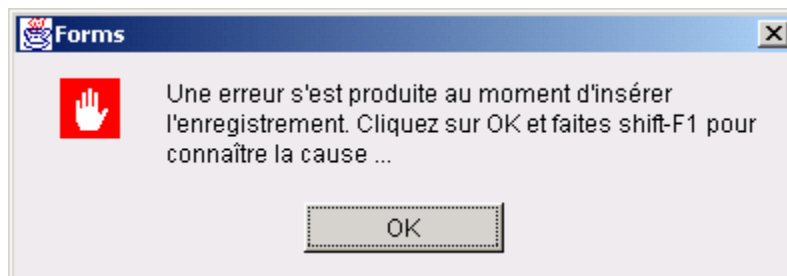 Forms
Une erreur s'est produite au moment d'insérer
l'enregistrement. Cliquez sur OK et faites shift-F1 pour
connaître la cause ...
OK